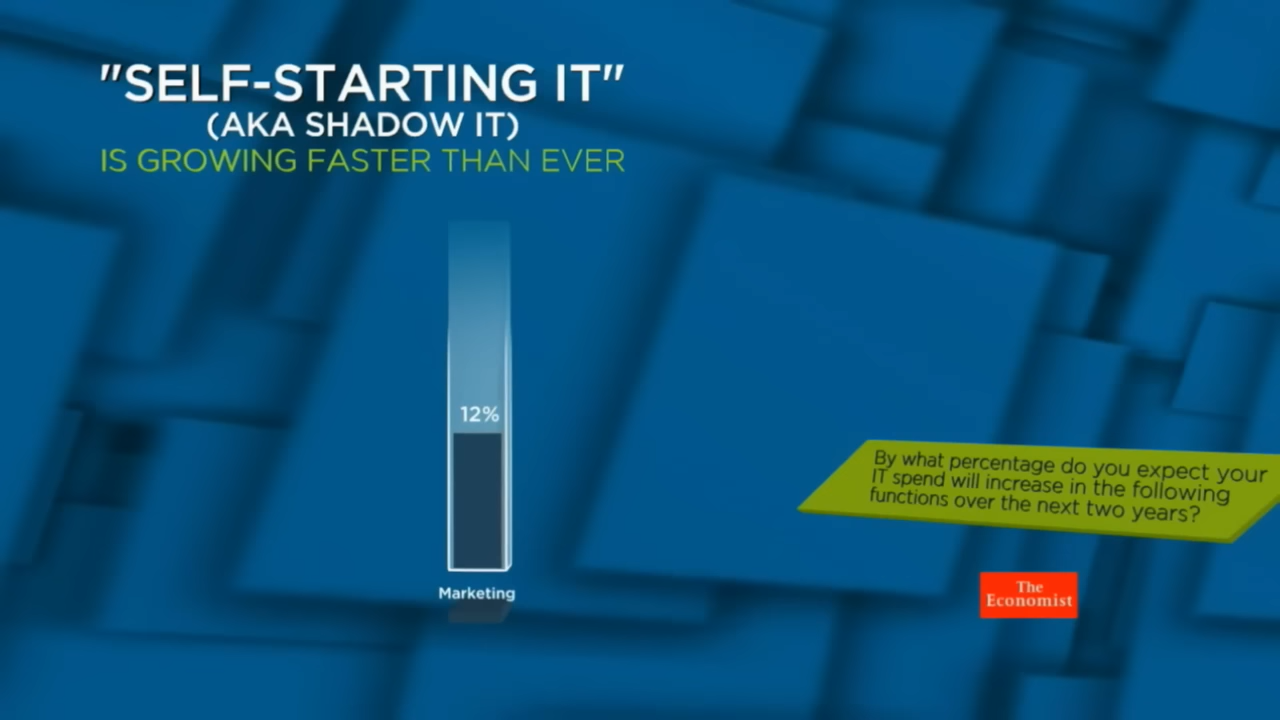 "SELF-STARTING IT"
(AKA SHADOW IT)
IS GROWING FASTER THAN EVER
12%
Marketing
By what percentage do you expect your
IT spend will increase in the following
functions over the next two years?
The
Economist